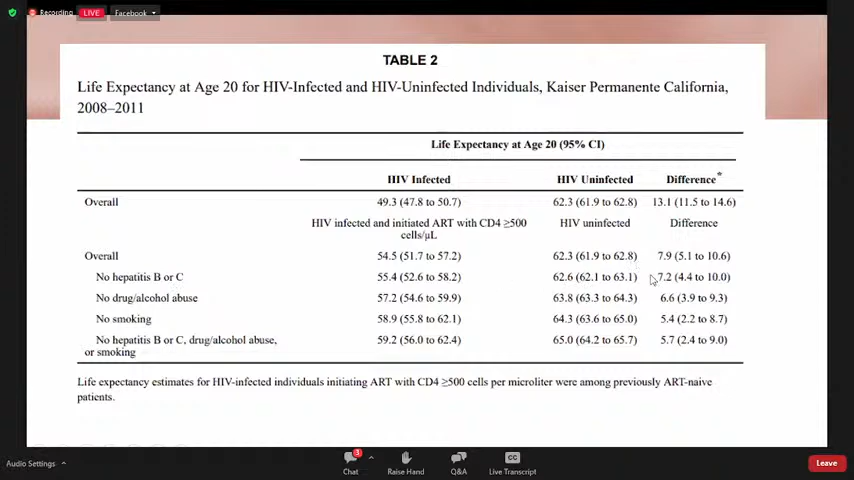 Recording LIVE Facebook
TABLE 2
Life Expectancy at Age 20 for HIV-Infected and HIV-Uninfected Individuals, Kaiser Permanente California,
2008–2011
Life Expectancy at Age 20 (95% CI)
HIV Infected HIV Uninfected Difference*
Overall 49.3 (47.8 to 50.7) 62.3 (61.9 to 62.8) 13.1 (11.5 to 14.6)
HIV infected and initiated ART with CD4 ≥500 HIV uninfected Difference
cells/μL
Overall 54.5 (51.7 to 57.2) 62.3 (61.9 to 62.8) 7.9 (5.1 to 10.6)
No hepatitis B or C 55.4 (52.6 to 58.2) 62.6 (62.1 to 63.1) 7.2 (4.4 to 10.0)
No drug/alcohol abuse 57.2 (54.6 to 59.9) 63.8 (63.3 to 64.3) 6.6 (3.9 to 9.3)
No smoking 58.9 (55.8 to 62.1) 64.3 (63.6 to 65.0) 5.4 (2.2 to 8.7)
No hepatitis B or C, drug/alcohol abuse, 59.2 (56.0 to 62.4) 65.0 (64.2 to 65.7) 5.7 (2.4 to 9.0)
or smoking
Life expectancy estimates for HIV-infected individuals initiating ART with CD4 ≥500 cells per microliter were among previously ART-naive
patients.
3 CC
Audio Settings Chat Raise Hand Q&A Live Transcript Leave